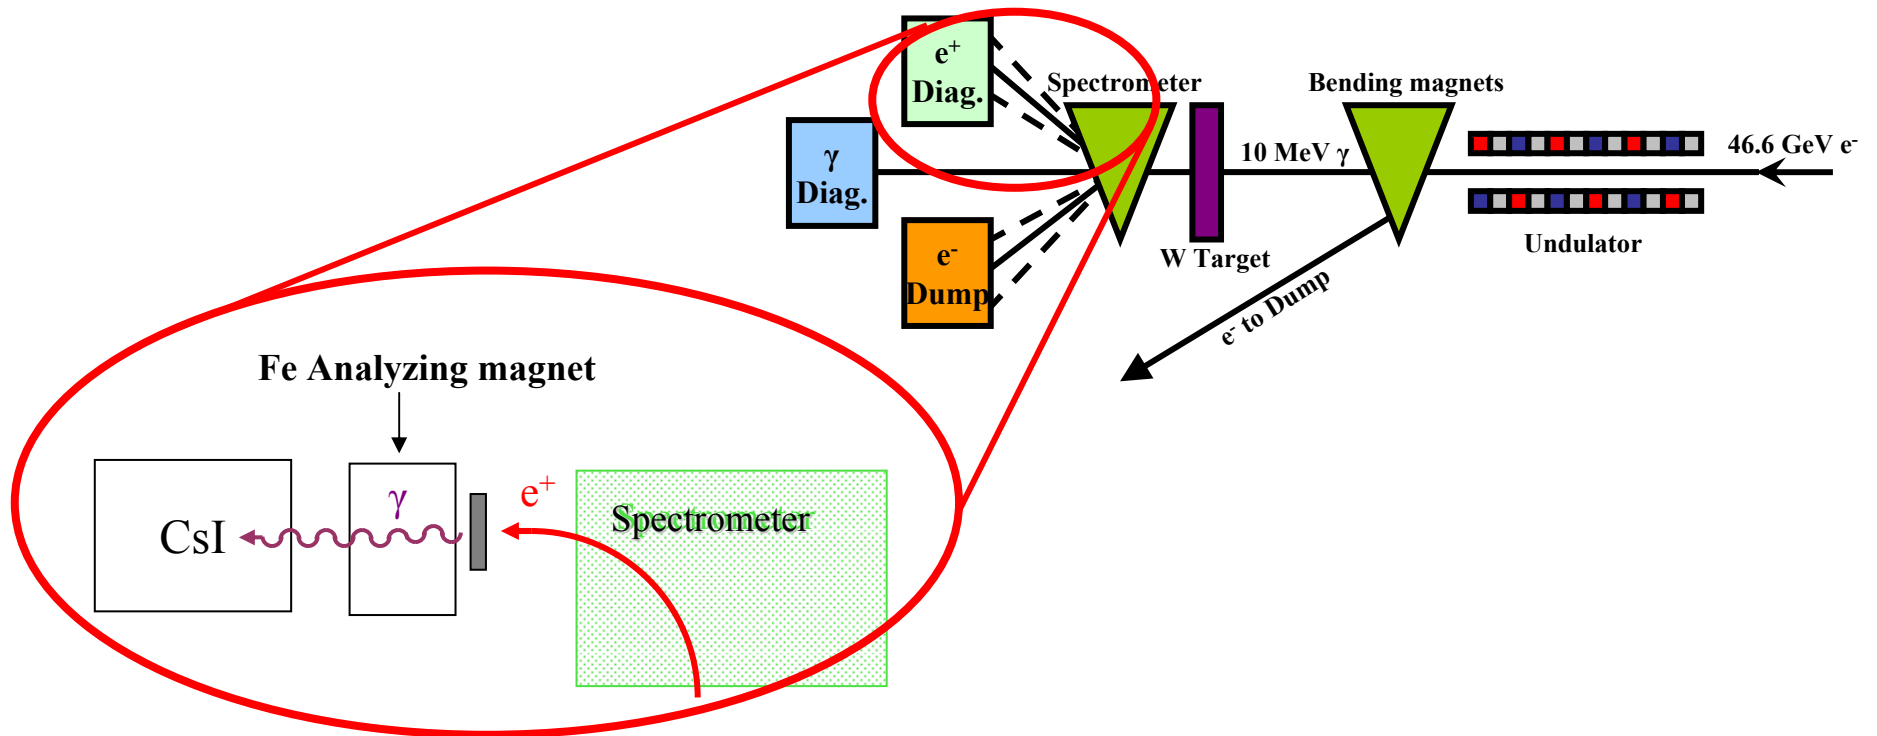 e⁺
Diag.
Spectrometer
Bending magnets
γ
Diag.
10 MeV γ
46.6 GeV e⁻
e⁻
Dump
W Target
Undulator
e⁻ to Dump
Fe Analyzing magnet
γ
e⁺
CsI
Spectrometer